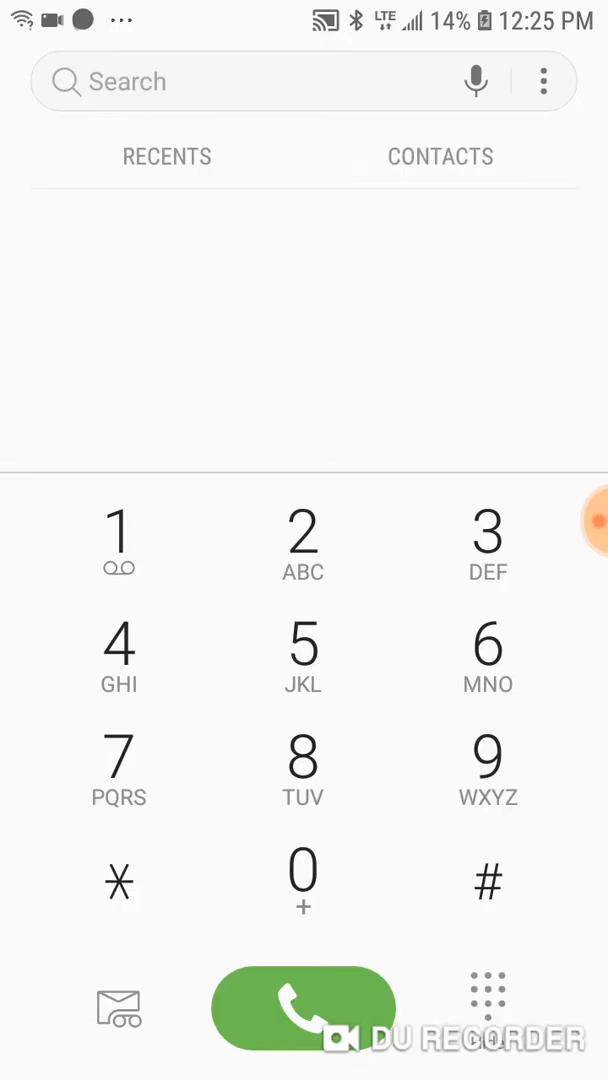 LTE 14% 12:25 PM
Search
RECENTS CONTACTS
1 2 3
ABC DEF
4 5 6
GHI JKL MNO
7 8 9
PQRS TUV WXYZ
* 0 #
+
DU RECORDER